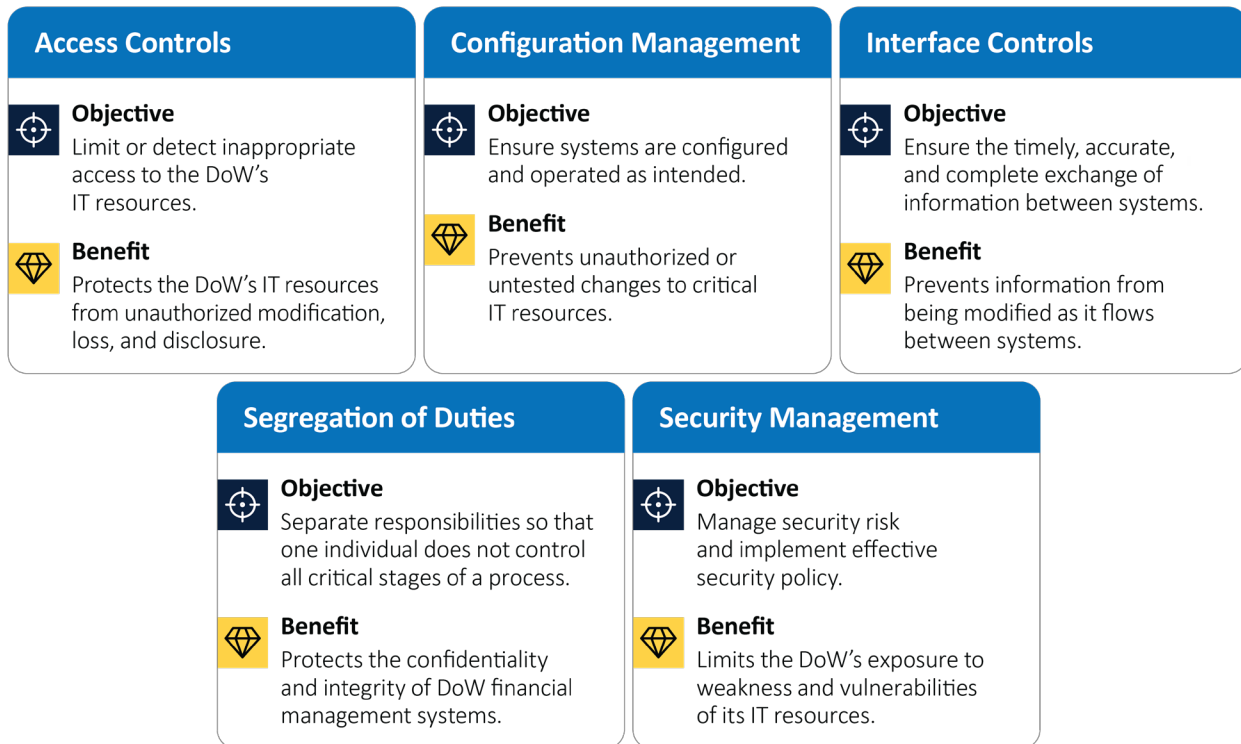 Access Controls
Objective
Limit or detect inappropriate
access to the DoW's
IT resources.
Benefit
Protects the DoW's IT resources
from unauthorized modification,
loss, and disclosure.
Configuration Management
Objective
Ensure systems are configured
and operated as intended.
Benefit
Prevents unauthorized or
untested changes to critical
IT resources.
Interface Controls
Objective
Ensure the timely, accurate,
and complete exchange of
information between systems.
Benefit
Prevents information from
being modified as it flows
between systems.
Segregation of Duties
Objective
Separate responsibilities so that
one individual does not control
all critical stages of a process.
Benefit
Protects the confidentiality
and integrity of DoW financial
management systems.
Security Management
Objective
Manage security risk
and implement effective
security policy.
Benefit
Limits the DoW's exposure to
weakness and vulnerabilities
of its IT resources.